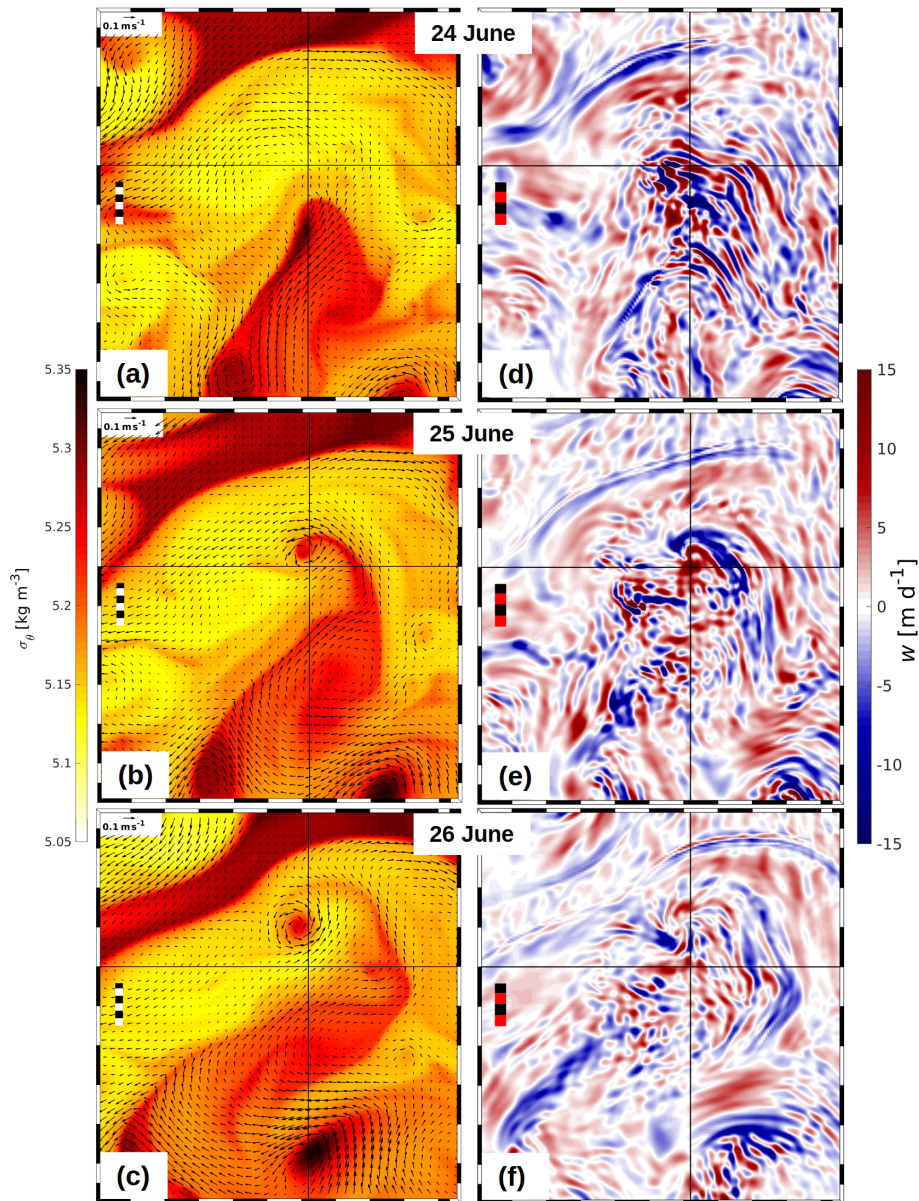 0.1 m s⁻¹
24 June
(a)
(d)
5.35
5.3
5.25
5.2
5.15
5.1
5.05
σθ [kg m⁻³]
0.1 m s⁻¹
25 June
(b)
(e)
15
10
5
0
-5
-10
-15
w [m d⁻¹]
0.1 m s⁻¹
26 June
(c)
(f)